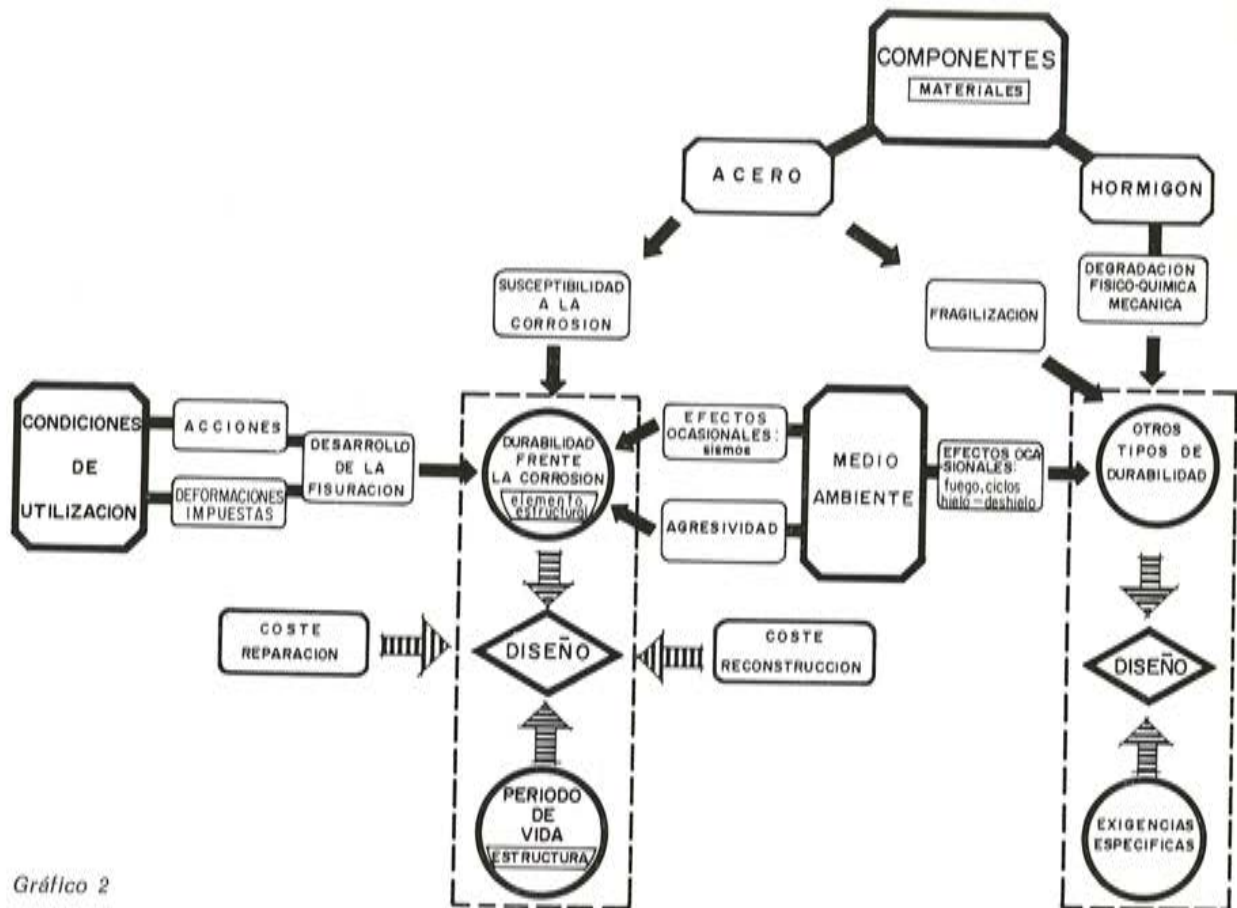 COMPONENTES
MATERIALES
ACERO
HORMIGON
SUSCEPTIBILIDAD
A LA
CORROSION
FRAGILIZACIÓN
DEGRADACION
FISICO-QUIMICA
MECANICA
CONDICIONES
DE
UTILIZACION
ACCIONES
DEFORMACIONES
IMPUESTAS
DESARROLLO
DE LA
FISURACION
DURABILIDAD
FRENTE
LA CORROSIÓN
elemento
estructural
EFECTOS
OCASIONALES:
sismos
AGRESIVIDAD
MEDIO
AMBIENTE
EFECTOS OCA
-SIONALES:
fuego, ciclos
hielo-deshielo
OTROS
TIPOS DE
DURABILIDAD
COSTE
REPARACION
DISEÑO
COSTE
RECONSTRUCCION
DISEÑO
PERIODO
DE
VIDA
ESTRUCTURA
EXIGENCIAS
ESPECIFICAS
Gráfico 2